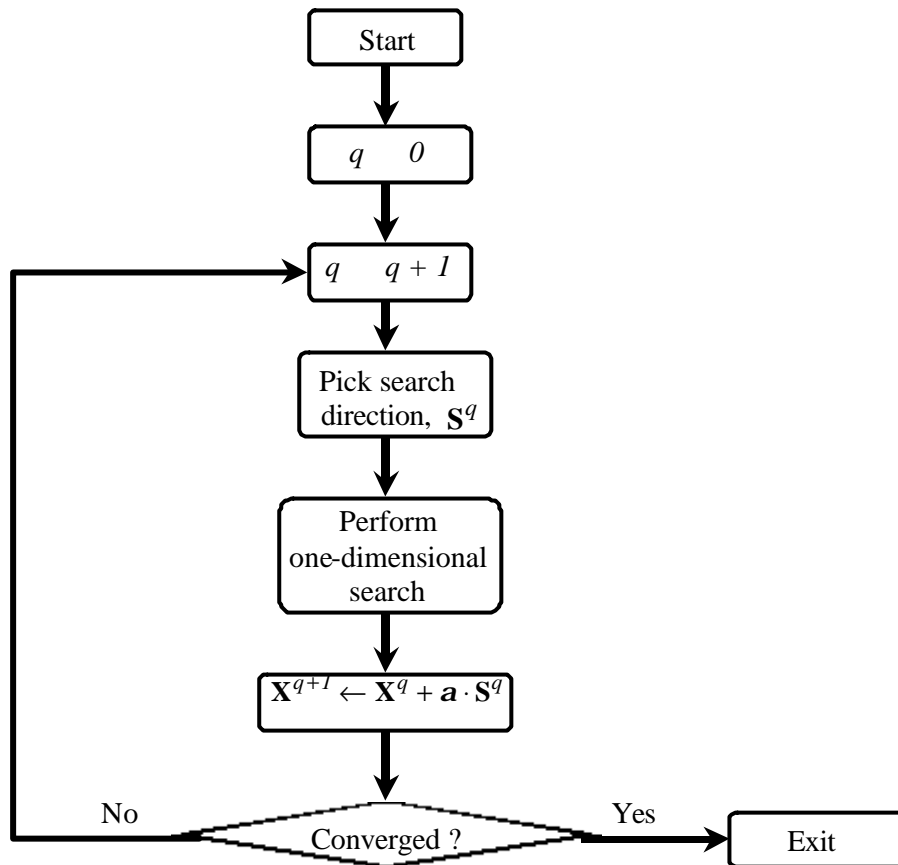 Start
q 0
q q + 1
Pick search
direction, S^q
Perform
one-dimensional
search
X^{q+1} ← X^q + a · S^q
No
Yes
Converged ?
Exit